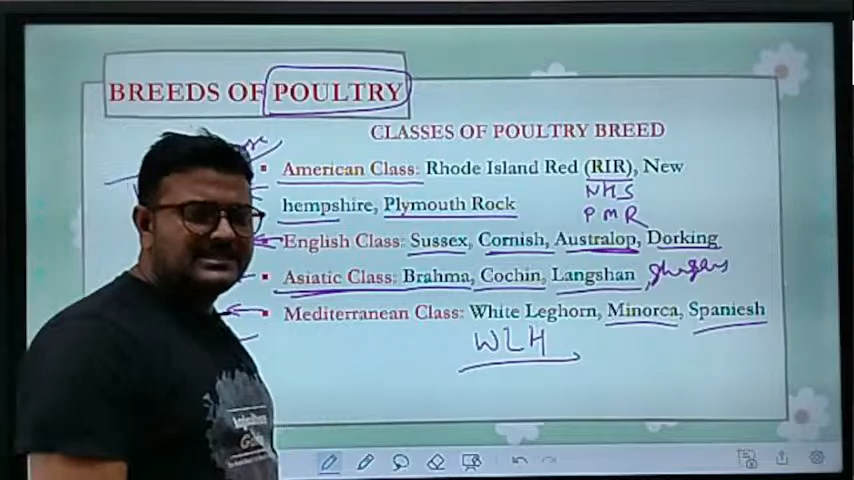 BREEDS OF POULTRY
CLASSES OF POULTRY BREED
American Class: Rhode Island Red (RIR), New
NHS
hempshire, Plymouth Rock
PMR
English Class: Sussex, Cornish, Australop, Dorking
Asiatic Class: Brahma, Cochin, Langshan
Mediterranean Class: White Leghorn, Minorca, Spaniesh
WLH